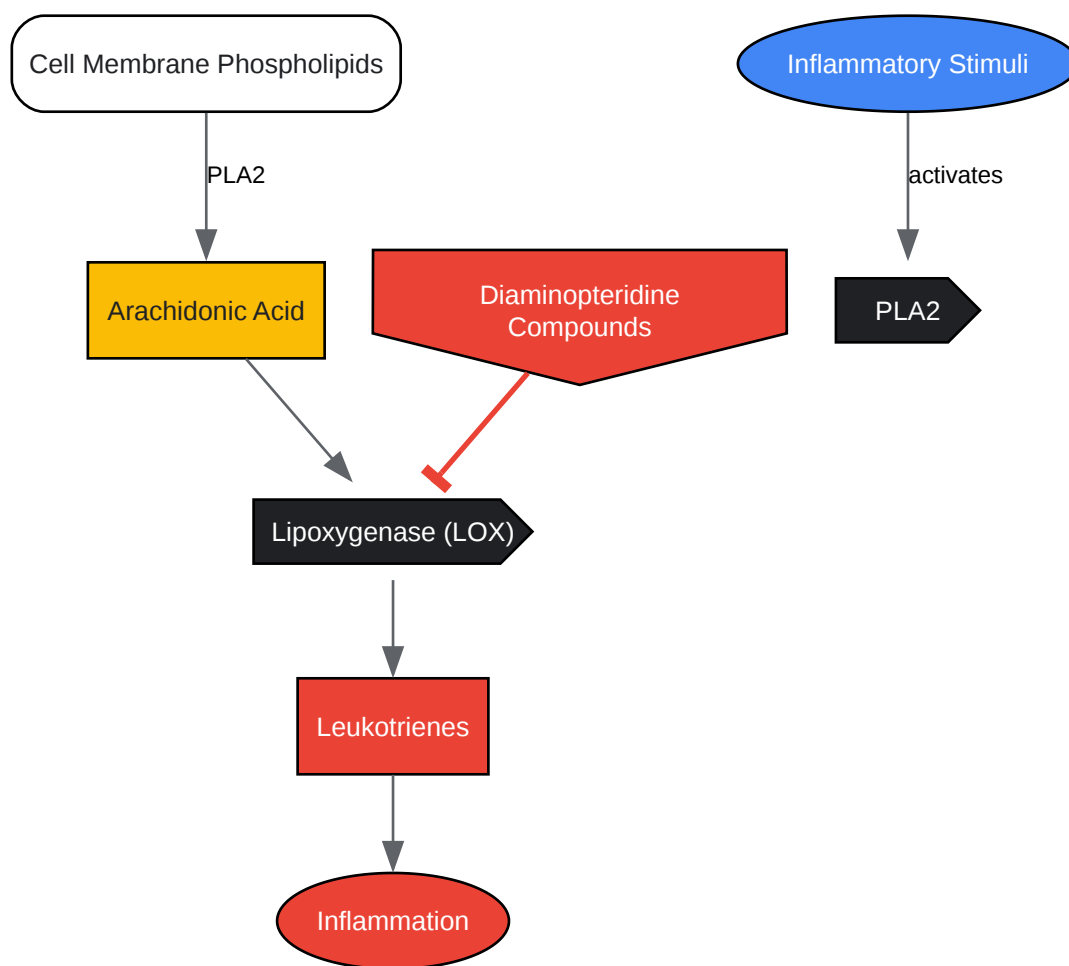 Cell Membrane Phospholipids
Inflammatory Stimuli
PLA2
activates
Arachidonic Acid
Diaminopteridine
Compounds
PLA2
Lipoxygenase (LOX)
Leukotrienes
Inflammation